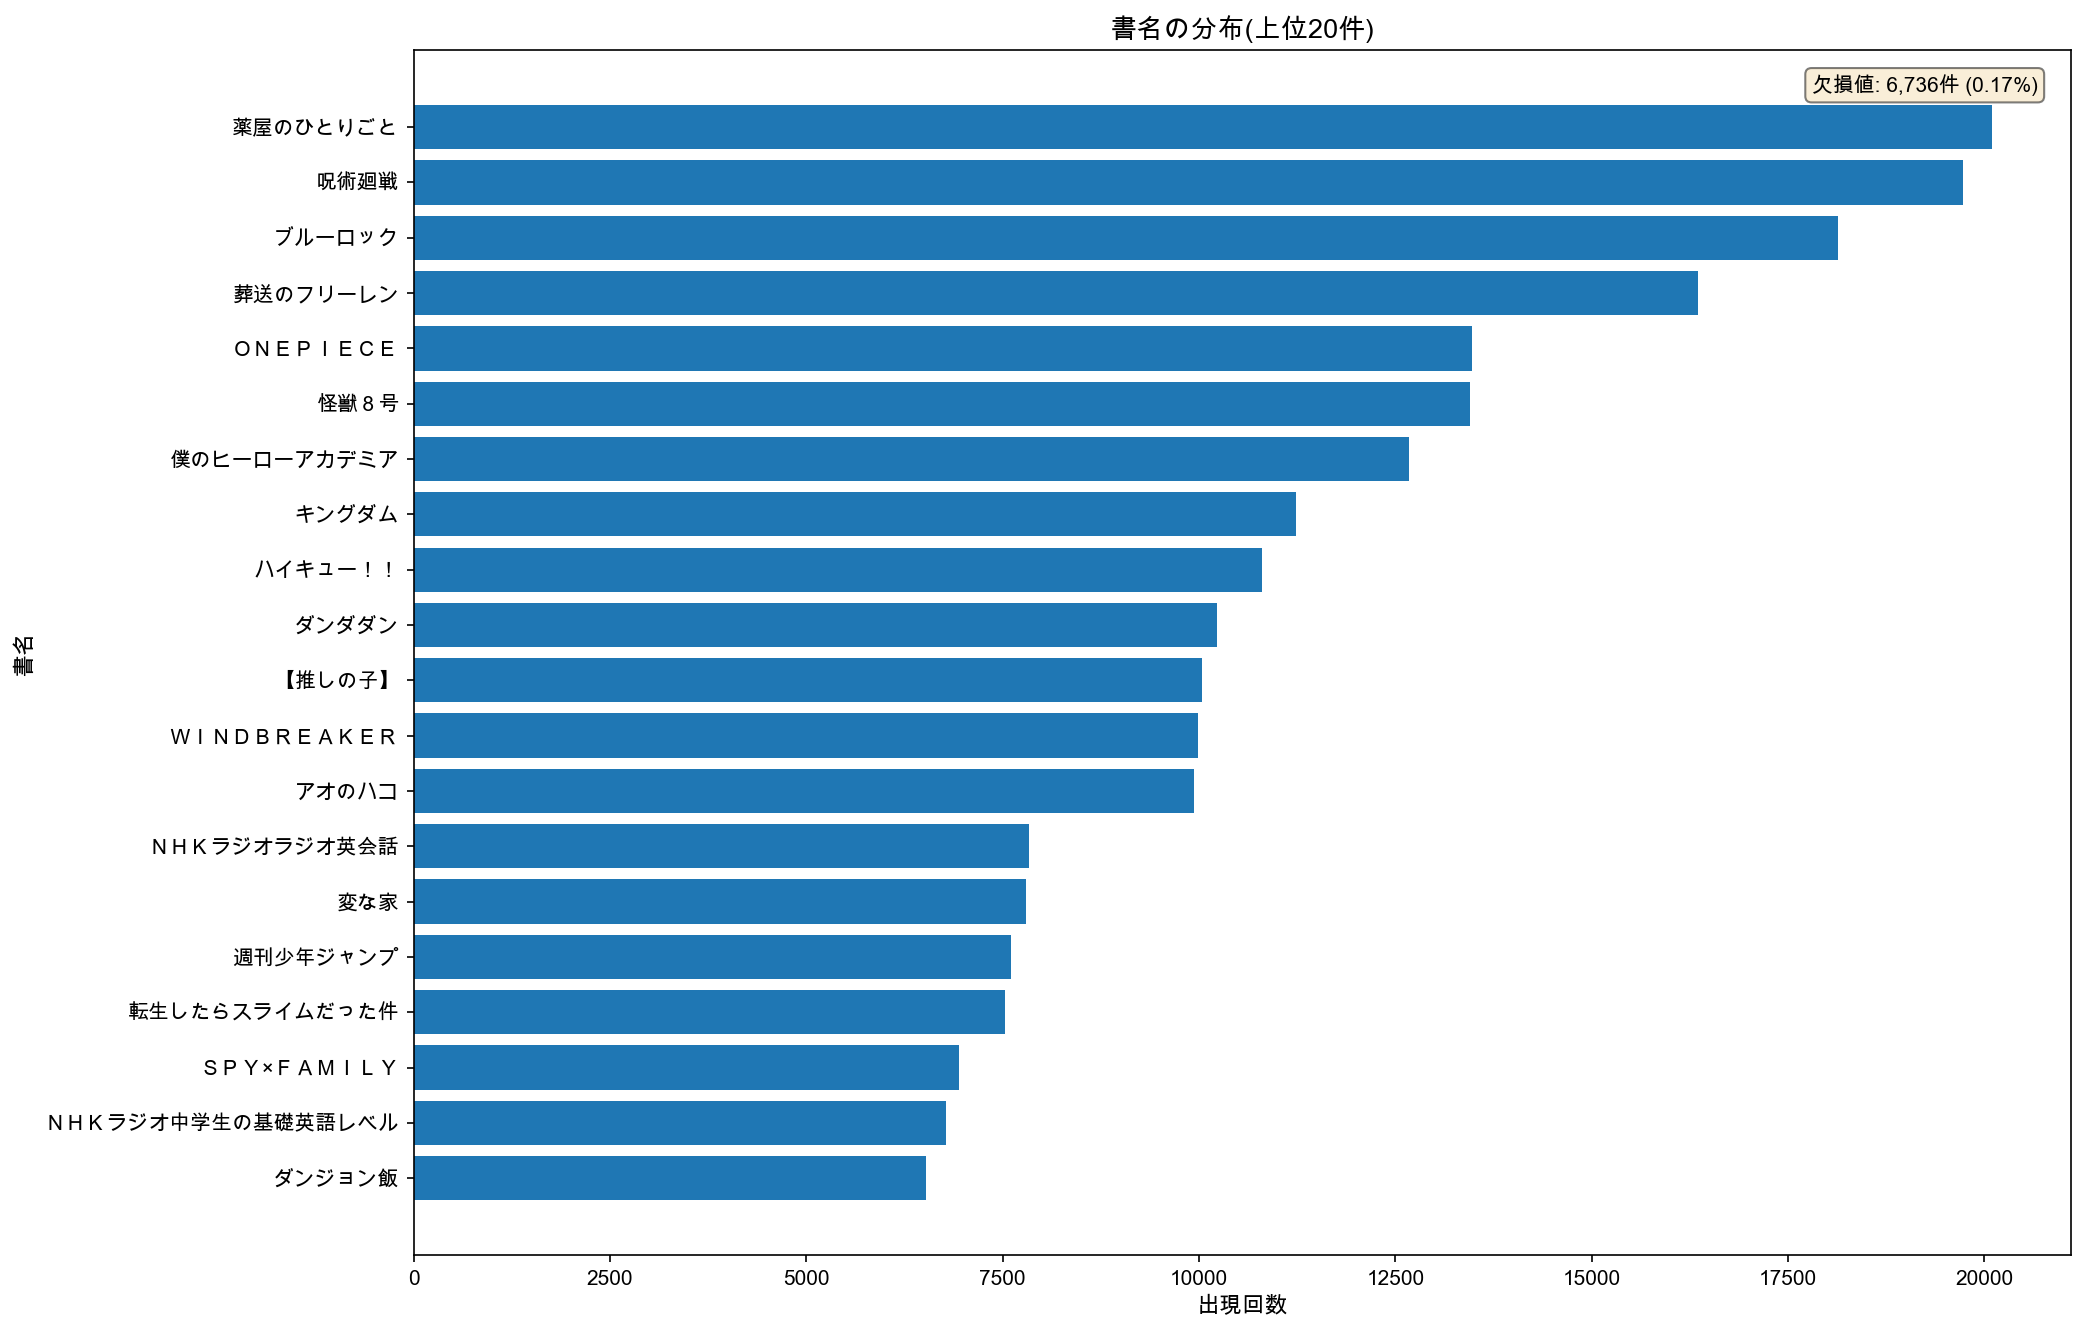 書名の分布(上位20件)
欠損値: 6,736件 (0.17%)
薬屋のひとりごと
呪術廻戦
ブルーロック
葬送のフリーレン
ＯＮＥＰＩＥＣＥ
怪獣８号
僕のヒーローアカデミア
キングダム
ハイキュー！！
ダンダダン
【推しの子】
ＷＩＮＤＢＲＥＡＫＥＲ
アオのハコ
ＮＨＫラジオラジオ英会話
変な家
週刊少年ジャンプ
転生したらスライムだった件
ＳＰＹ×ＦＡＭＩＬＹ
ＮＨＫラジオ中学生の基礎英語レベル
ダンジョン飯
書名
0 2500 5000 7500 10000 12500 15000 17500 20000
出現回数